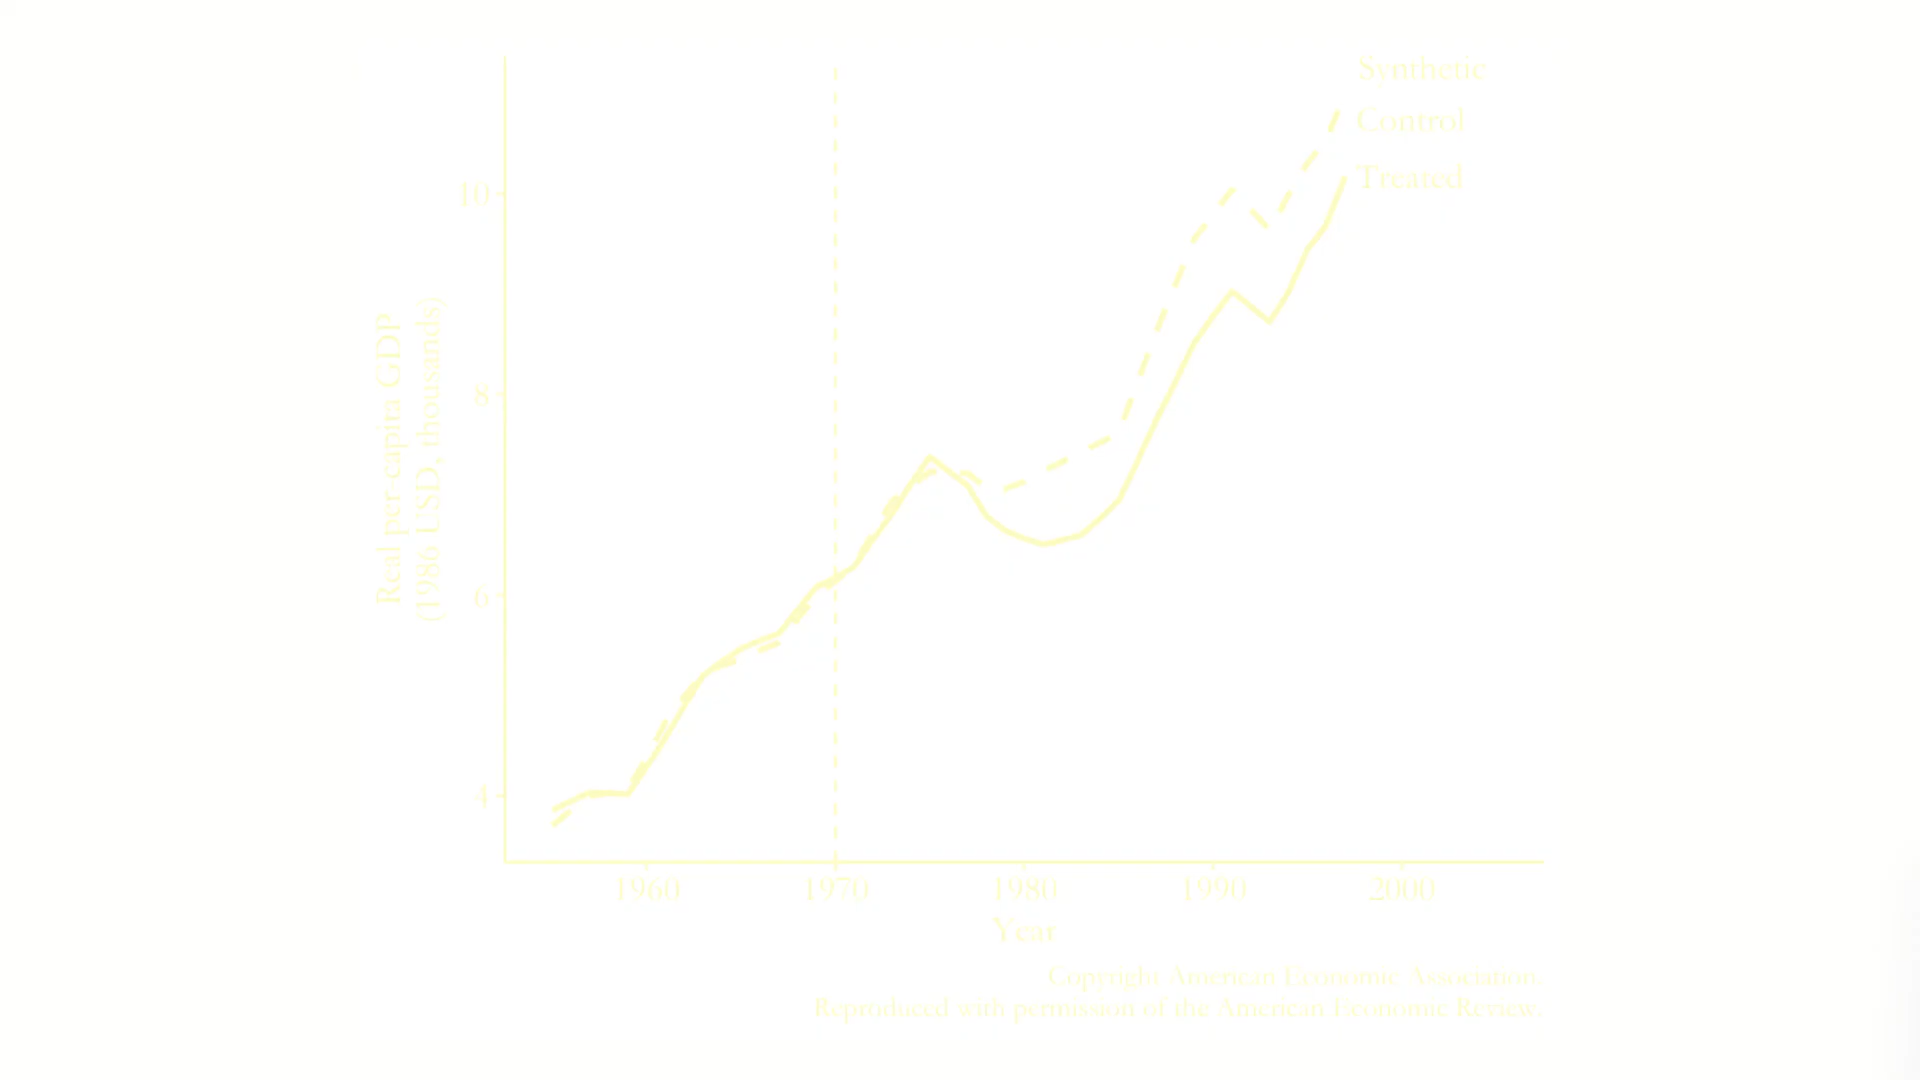 Synthetic
Control
Treated
10
8
6
4
Real per-capita GDP
(1986 USD, thousands)
1960
1970
1980
1990
2000
Year
Copyright American Economic Association.
Reproduced with permission of the American Economic Review.